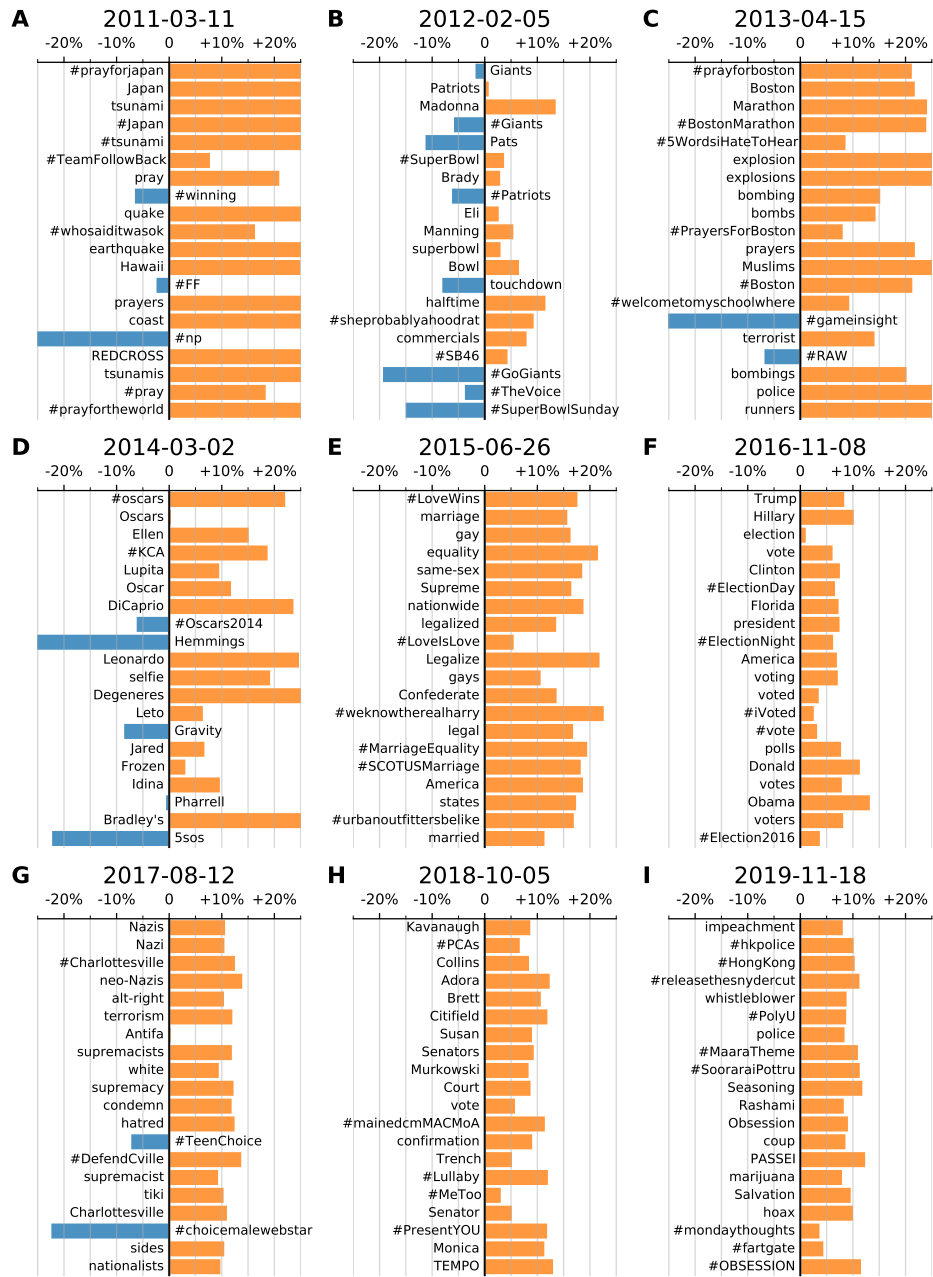 A 2011-03-11
-20% -10% 0 +10% +20%
#prayforjapan
Japan
tsunami
#Japan
#tsunami
#TeamFollowBack
pray
#winning
quake
#whosaiditwasok
earthquake
Hawaii
#FF
prayers
coast
#np
REDCROSS
tsunamis
#pray
#prayfortheworld
B 2012-02-05
-20% -10% 0 +10% +20%
Giants
Patriots
Madonna
#Giants
Pats
#SuperBowl
Brady
#Patriots
Eli
Manning
superbowl
Bowl
touchdown
halftime
#sheprobablyahoodrat
commercials
#SB46
#GoGiants
#TheVoice
#SuperBowlSunday
C 2013-04-15
-20% -10% 0 +10% +20%
#prayforboston
Boston
Marathon
#BostonMarathon
#5WordsiHateToHear
explosion
explosions
bombing
bombs
#PrayersForBoston
prayers
Muslims
#Boston
#welcometomyschoolwhere
#gameinsight
terrorist
#RAW
bombings
police
runners
D 2014-03-02
-20% -10% 0 +10% +20%
#oscars
Oscars
Ellen
#KCA
Lupita
Oscar
DiCaprio
#Oscars2014
Hemmings
Leonardo
selfie
Degeneres
Leto
Gravity
Jared
Frozen
Idina
Pharrell
Bradley's
5sos
E 2015-06-26
-20% -10% 0 +10% +20%
#LoveWins
marriage
gay
equality
same-sex
Supreme
nationwide
legalized
#LoveIsLove
Legalize
gays
Confederate
#weknowtherealharry
legal
#MarriageEquality
#SCOTUSMarriage
America
states
#urbanoutfittersbelike
married
F 2016-11-08
-20% -10% 0 +10% +20%
Trump
Hillary
election
vote
Clinton
#ElectionDay
Florida
president
#ElectionNight
America
voting
voted
#iVoted
#vote
polls
Donald
votes
Obama
voters
#Election2016
G 2017-08-12
-20% -10% 0 +10% +20%
Nazis
Nazi
#Charlottesville
neo-Nazis
alt-right
terrorism
Antifa
supremacists
white
supremacy
condemn
hatred
#TeenChoice
#DefendCville
supremacist
tiki
Charlottesville
#choicemalewebstar
sides
nationalists
H 2018-10-05
-20% -10% 0 +10% +20%
Kavanaugh
#PCAs
Collins
Adora
Brett
Citifield
Susan
Senators
Murkowski
Court
vote
#mainedcmMACMoA
confirmation
Trench
#Lullaby
#MeToo
Senator
#PresentYOU
Monica
TEMPO
I 2019-11-18
-20% -10% 0 +10% +20%
impeachment
#hkpolice
#HongKong
#releasethesnydercut
whistleblower
#PolyU
police
#MaaraTheme
#SooraraiPottru
Seasoning
Rashami
Obsession
coup
PASSEI
marijuana
Salvation
hoax
#mondaythoughts
#fartgate
#OBSESSION